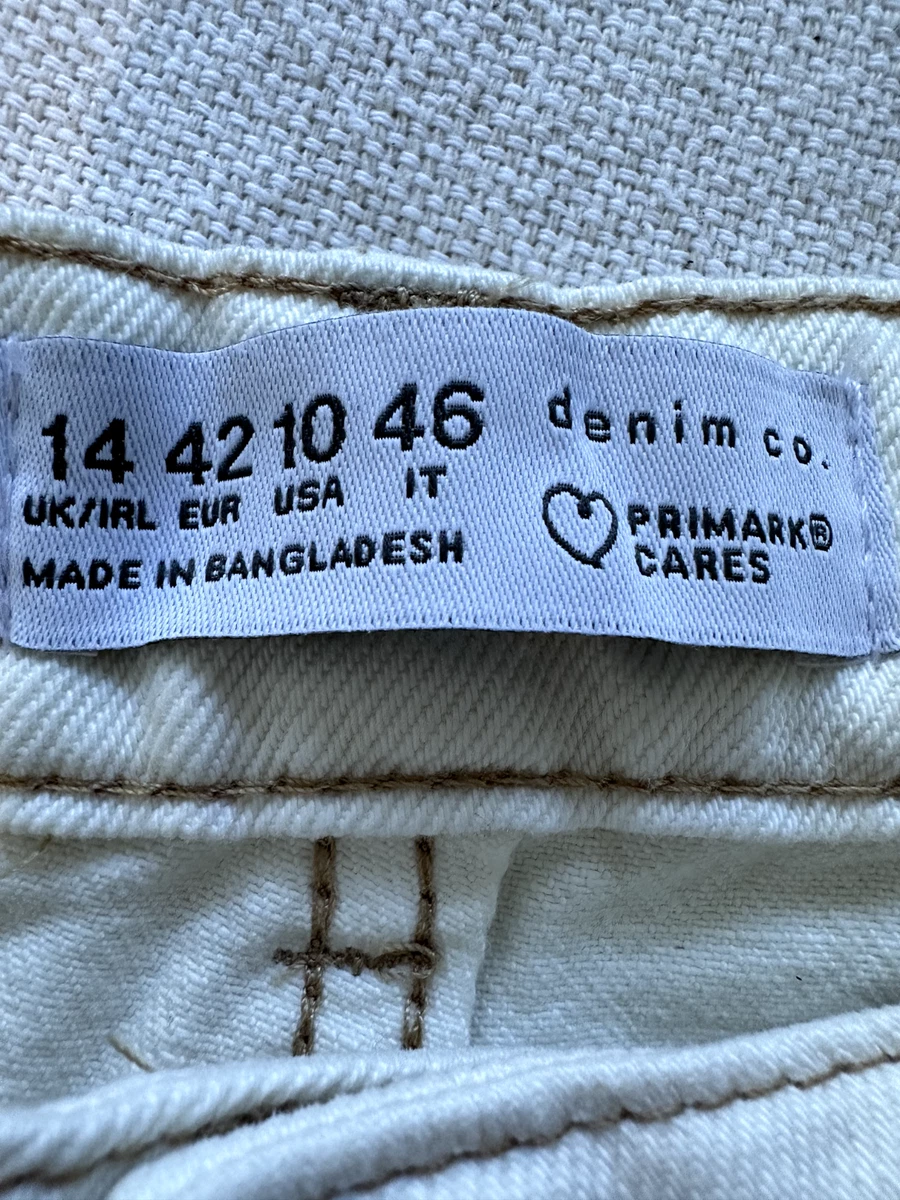 14 42 10 46
UK/IRL EUR USA IT
MADE IN BANGLADESH
denim co.
PRIMARK®
CARES